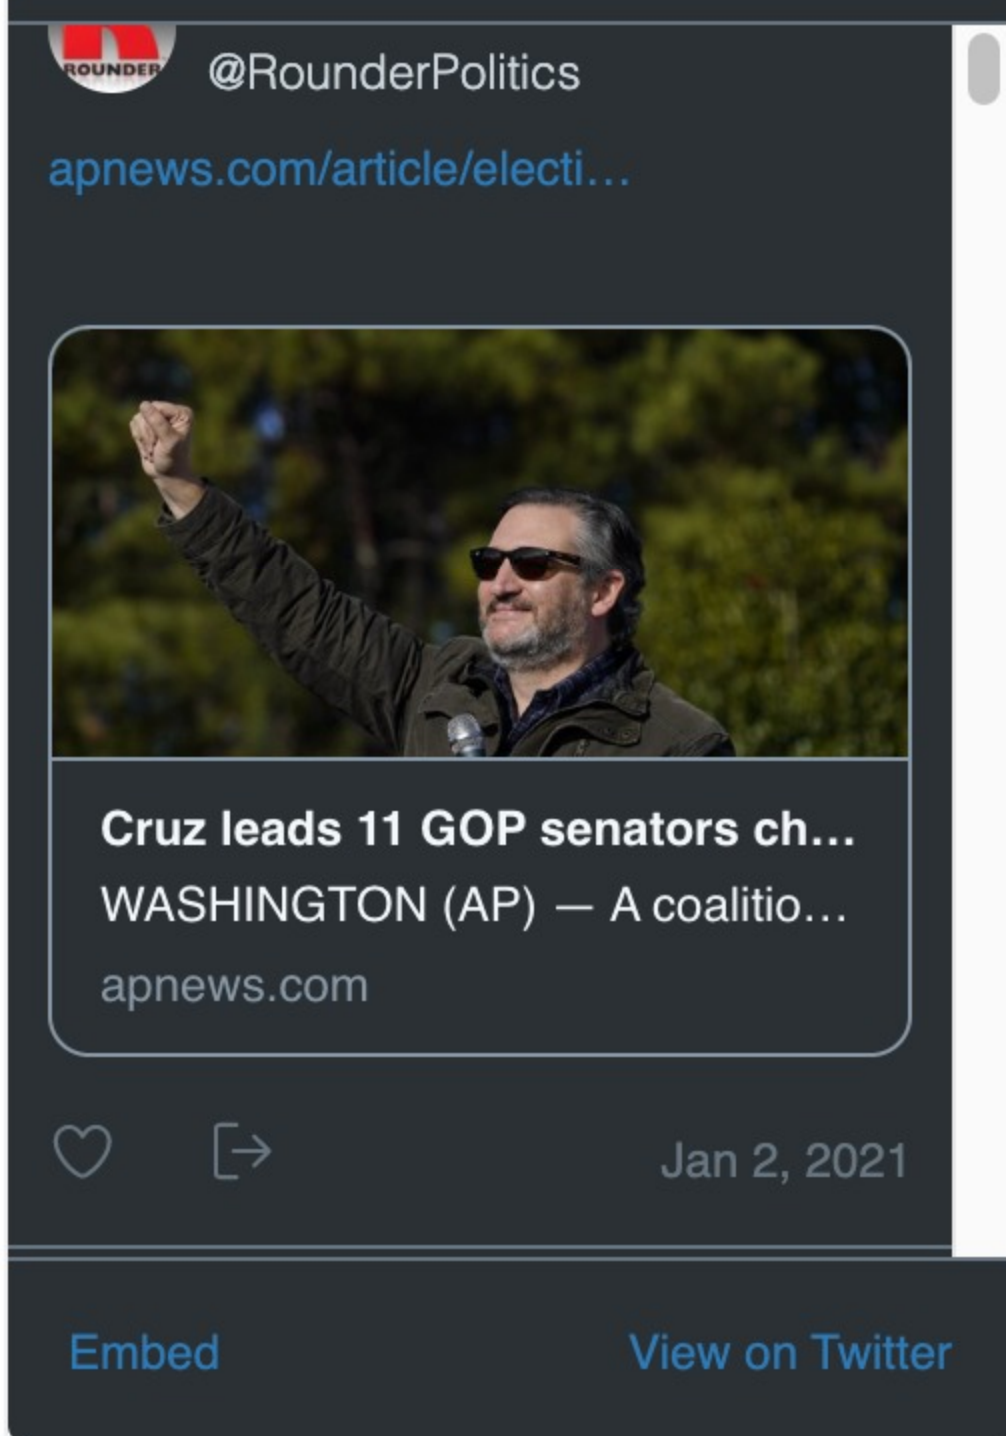 ROUNDER
@RounderPolitics
apnews.com/article/electi...
Cruz leads 11 GOP senators ch...
WASHINGTON (AP) — A coalitio...
apnews.com
Jan 2, 2021
Embed
View on Twitter